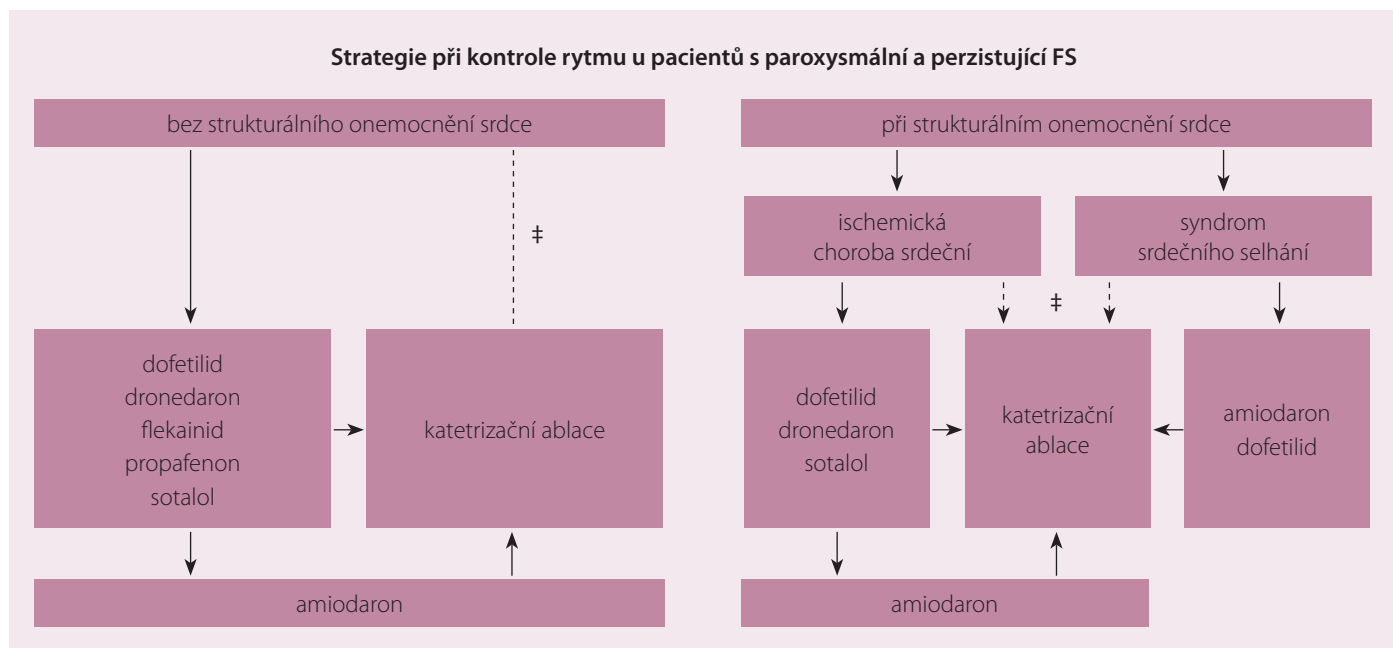 Strategie při kontrole rytmu u pacientů s paroxysmální a perzistující FS
bez strukturálního onemocnění srdce
‡
dofetilid
dronedaron
flekainid
propafenon
sotalol
katetrizační ablace
amiodaron
při strukturálním onemocnění srdce
ischemická
choroba srdeční
syndrom
srdečního selhání
‡
dofetilid
dronedaron
sotalol
katetrizační
ablace
amiodaron
dofetilid
amiodaron